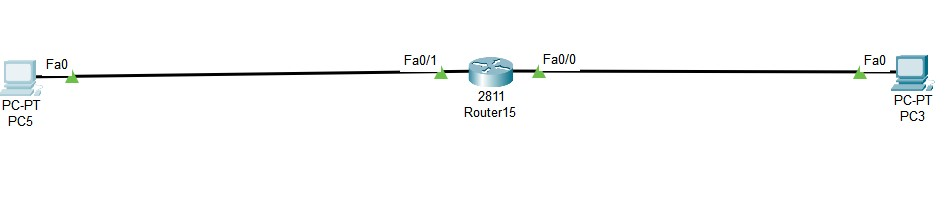 Fa0
PC-PT
PC5
Fa0/1
Fa0/0
2811
Router15
Fa0
PC-PT
PC3